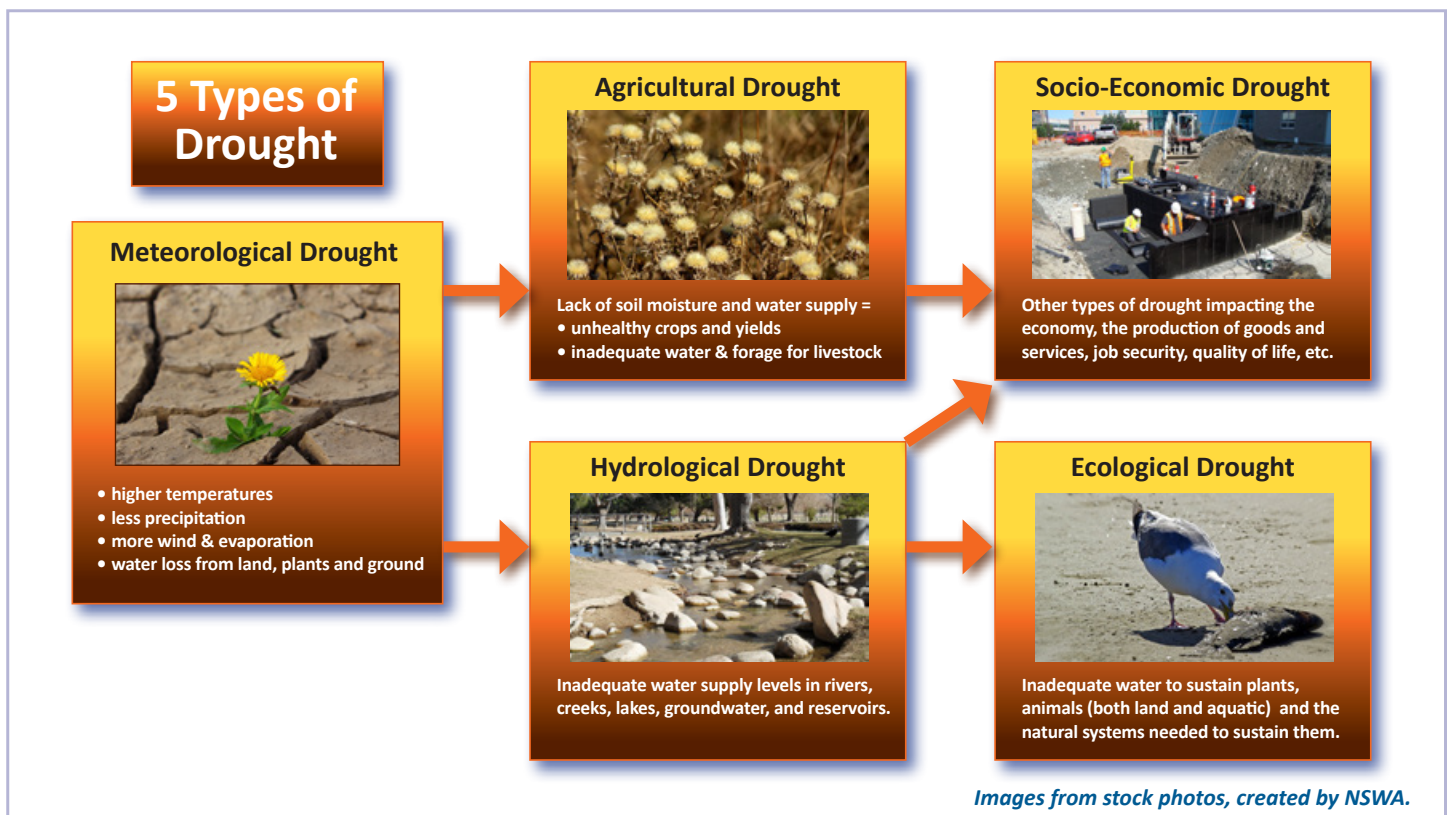 5 Types of
Drought
Meteorological Drought
• higher temperatures
• less precipitation
• more wind & evaporation
• water loss from land, plants and ground
Agricultural Drought
Lack of soil moisture and water supply =
• unhealthy crops and yields
• inadequate water & forage for livestock
Hydrological Drought
Inadequate water supply levels in rivers,
creeks, lakes, groundwater, and reservoirs.
Socio-Economic Drought
Other types of drought impacting the
economy, the production of goods and
services, job security, quality of life, etc.
Ecological Drought
Inadequate water to sustain plants,
animals (both land and aquatic)  and the
natural systems needed to sustain them.
Images from stock photos, created by NSWA.